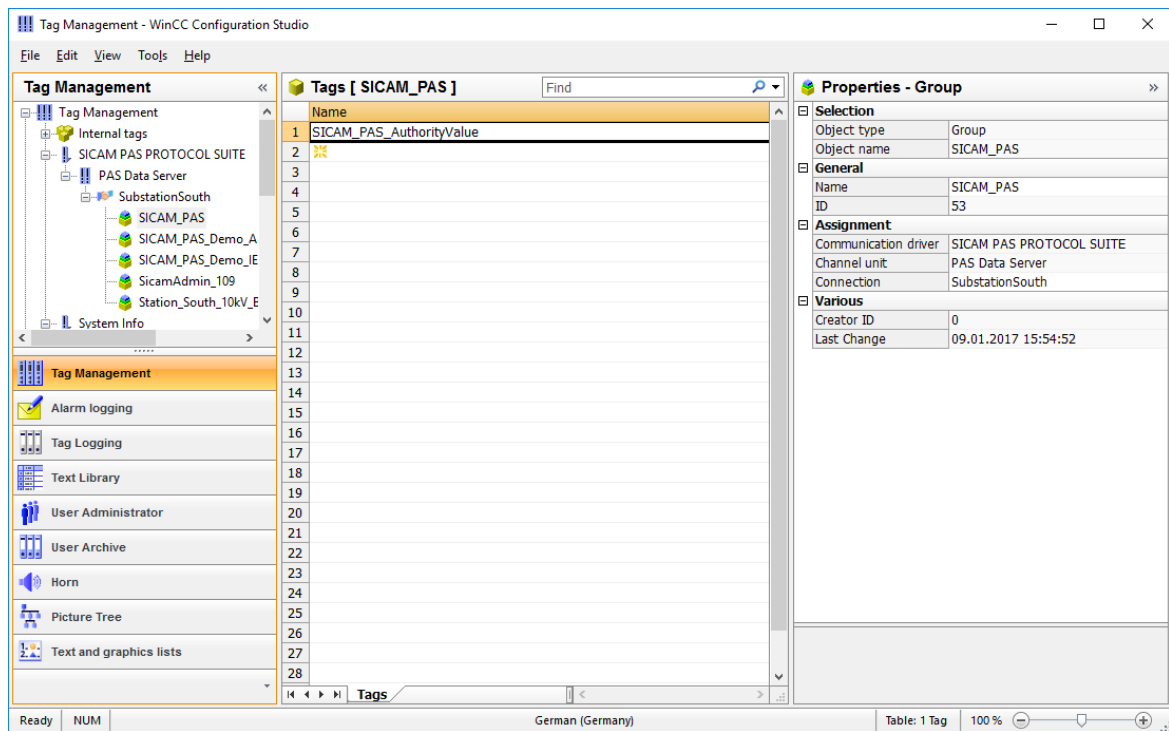 Tag Management - WinCC Configuration Studio
File Edit View Tools Help
Tag Management «
Tag Management
Internal tags
SICAM PAS PROTOCOL SUITE
PAS Data Server
SubstationSouth
SICAM_PAS
SICAM_PAS_Demo_A
SICAM_PAS_Demo_IE
SicamAdmin_109
Station_South_10kV_E
System Info
Tag Management
Alarm logging
Tag Logging
Text Library
User Administrator
User Archive
Horn
Picture Tree
Text and graphics lists
Tags [ SICAM_PAS ] Find
Name
1 SICAM_PAS_AuthorityValue
2
3
4
5
6
7
8
9
10
11
12
13
14
15
16
17
18
19
20
21
22
23
24
25
26
27
28
Tags
Properties - Group »
Selection
Object type Group
Object name SICAM_PAS
General
Name SICAM_PAS
ID 53
Assignment
Communication driver SICAM PAS PROTOCOL SUITE
Channel unit PAS Data Server
Connection SubstationSouth
Various
Creator ID 0
Last Change 09.01.2017 15:54:52
Ready NUM German (Germany) Table: 1 Tag 100 %